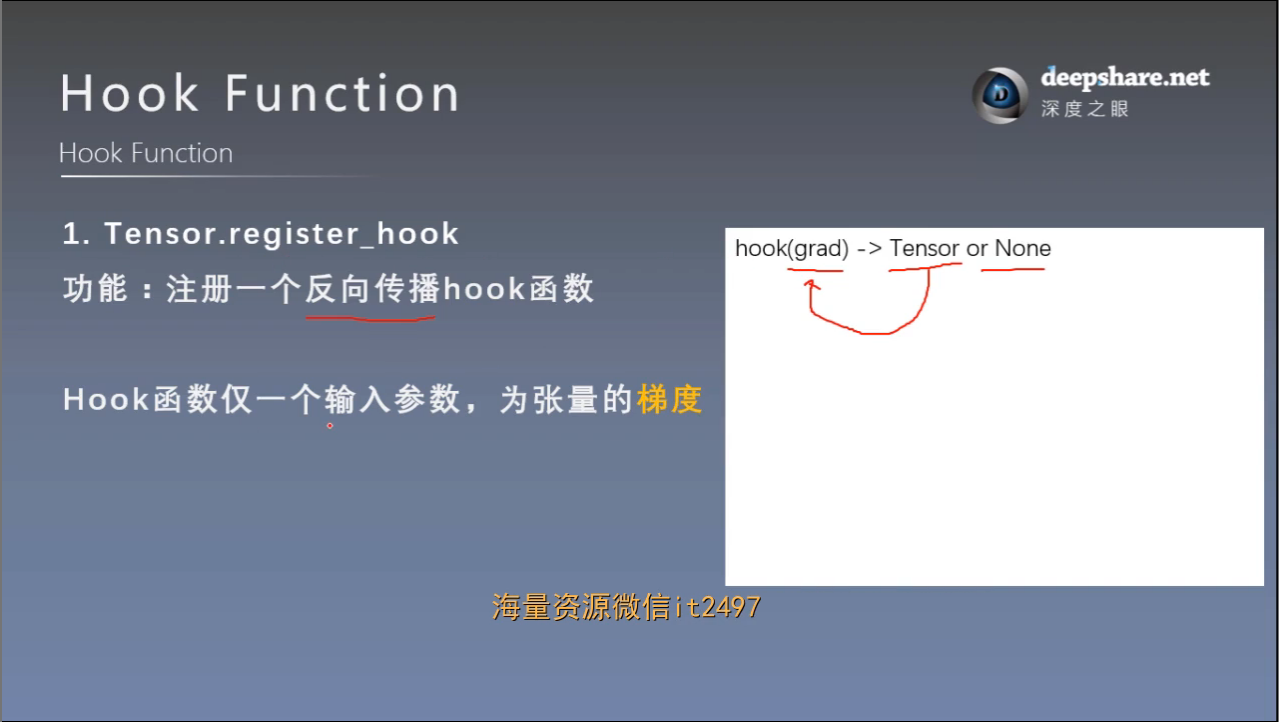 Hook Function
deepshare.net
深度之眼
Hook Function
1. Tensor.register_hook
功能：注册一个反向传播hook函数
Hook函数仅一个输入参数，为张量的梯度
hook(grad) -> Tensor or None
海量资源微信it2497